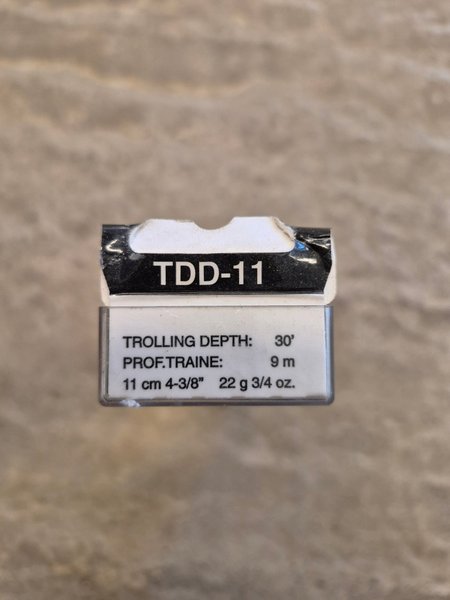 TDD-11
TROLLING DEPTH: 30'
PROF.TRAINE: 9 m
11 cm 4-3/8" 22 g 3/4 oz.